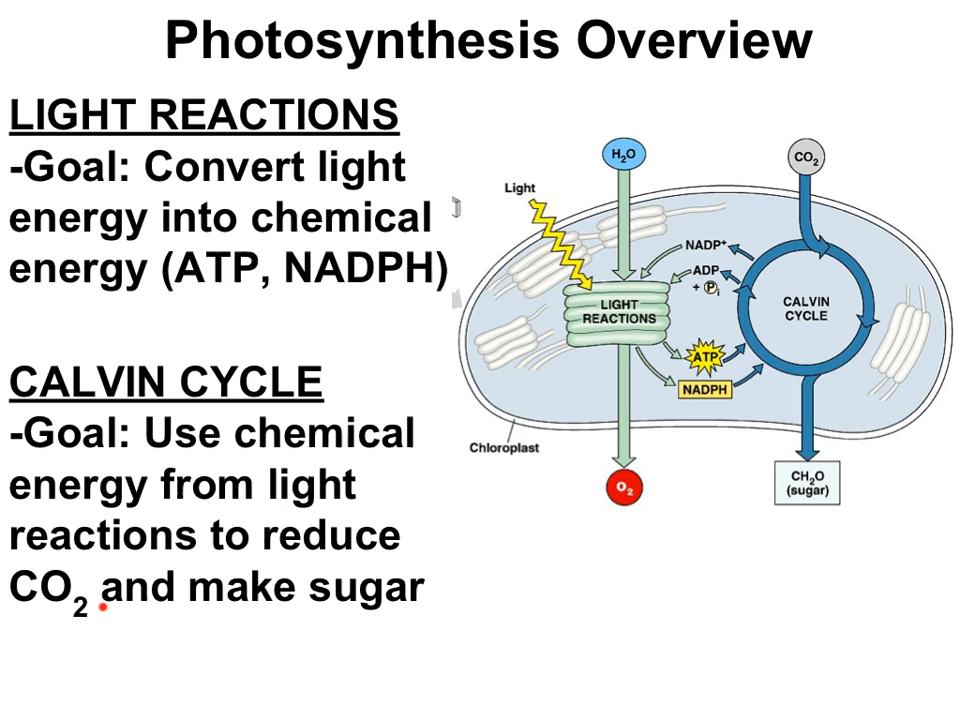 Photosynthesis Overview
LIGHT REACTIONS
-Goal: Convert light
energy into chemical
energy (ATP, NADPH)
CALVIN CYCLE
-Goal: Use chemical
energy from light
reactions to reduce
CO₂ and make sugar
H₂O
CO₂
Light
NADP⁺
ADP
+ Pᵢ
LIGHT
REACTIONS
CALVIN
CYCLE
ATP
NADPH
Chloroplast
O₂
CH₂O
(sugar)